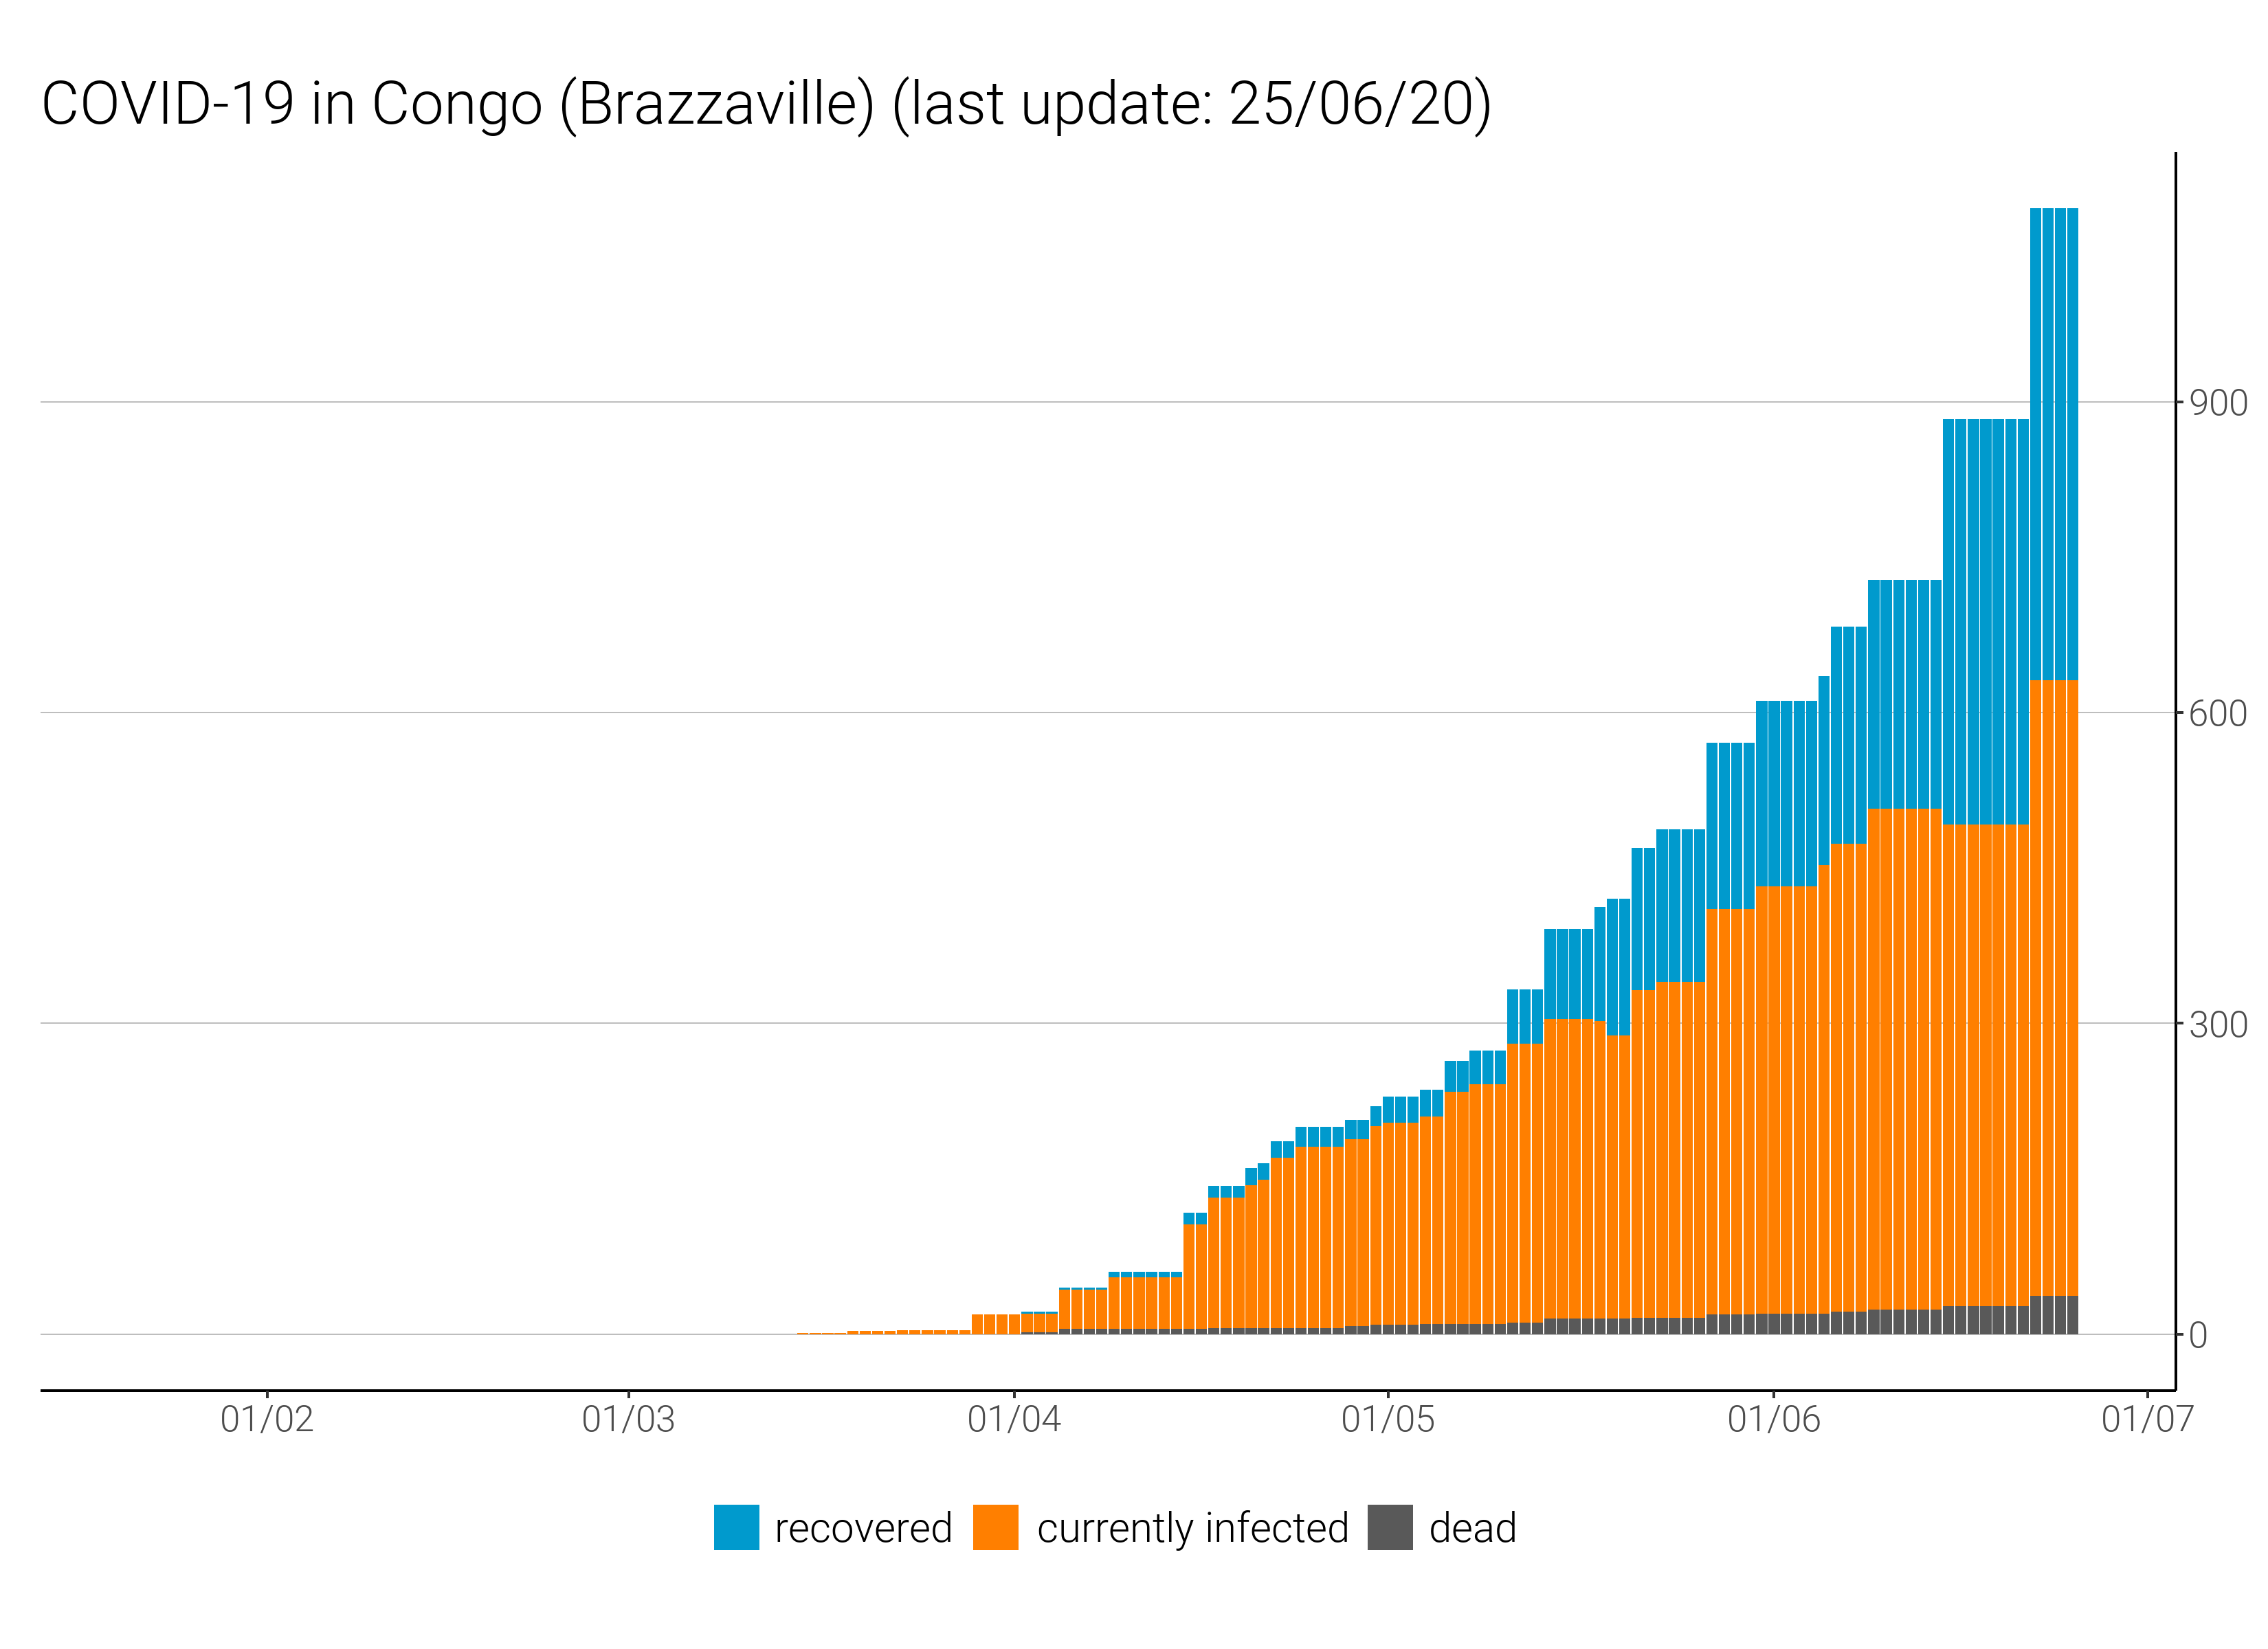 COVID-19 in Congo (Brazzaville) (last update: 25/06/20)
900
600
300
0
01/02 01/03 01/04 01/05 01/06 01/07
recovered currently infected dead